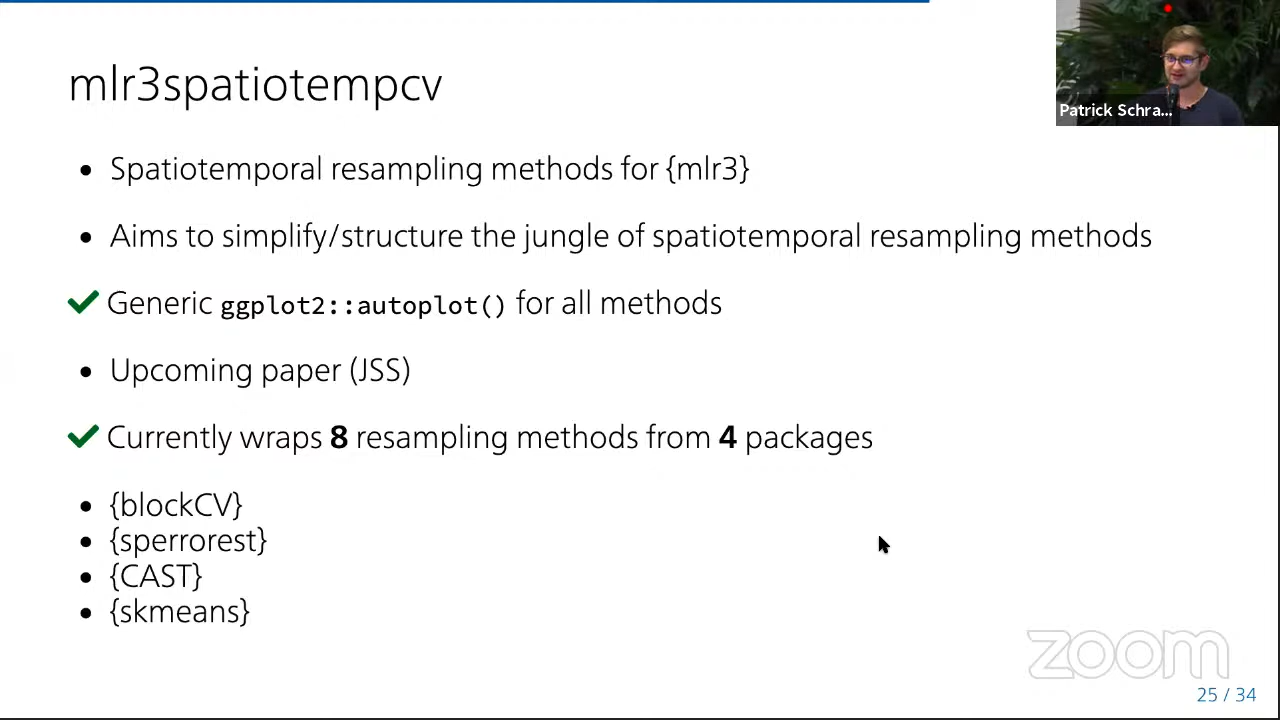 mlr3spatiotempcv
Patrick Schra...
Spatiotemporal resampling methods for {mlr3}
Aims to simplify/structure the jungle of spatiotemporal resampling methods
Generic ggplot2::autoplot() for all methods
Upcoming paper (JSS)
Currently wraps 8 resampling methods from 4 packages
{blockCV}
{sperrorest}
{CAST}
{skmeans}
zoom
25 / 34